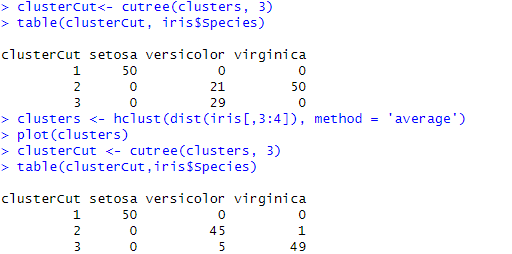 > clusterCut<- cutree(clusters, 3)
> table(clusterCut, iris$Species)
clusterCut setosa versicolor virginica
1 50 0 0
2 0 21 50
3 0 29 0
> clusters <- hclust(dist(iris[,3:4]), method = 'average')
> plot(clusters)
> clusterCut <- cutree(clusters, 3)
> table(clusterCut,iris$Species)
clusterCut setosa versicolor virginica
1 50 0 0
2 0 45 1
3 0 5 49